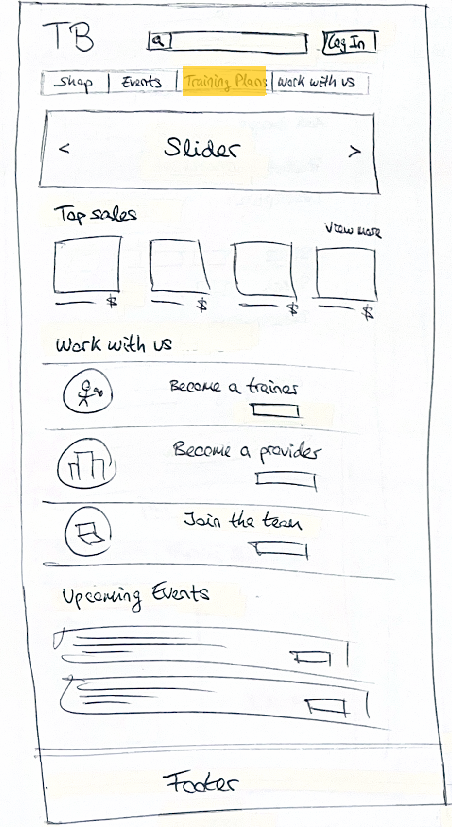 TB
Log In
Shop Events Training Plans Work with us
< Slider >
Top sales
View more
$ $ $ $
Work with us
Become a trainer
Become a provider
Join the team
Upcoming Events
Footer